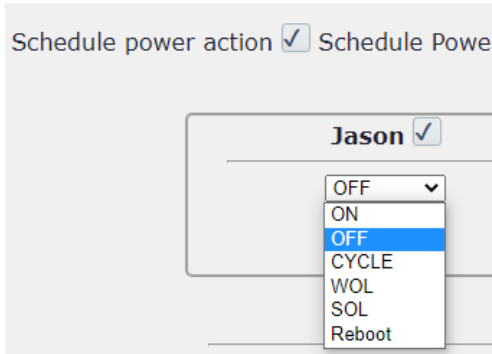 Schedule power action Schedule Powe
Jason
OFF
ON
OFF
CYCLE
WOL
SOL
Reboot